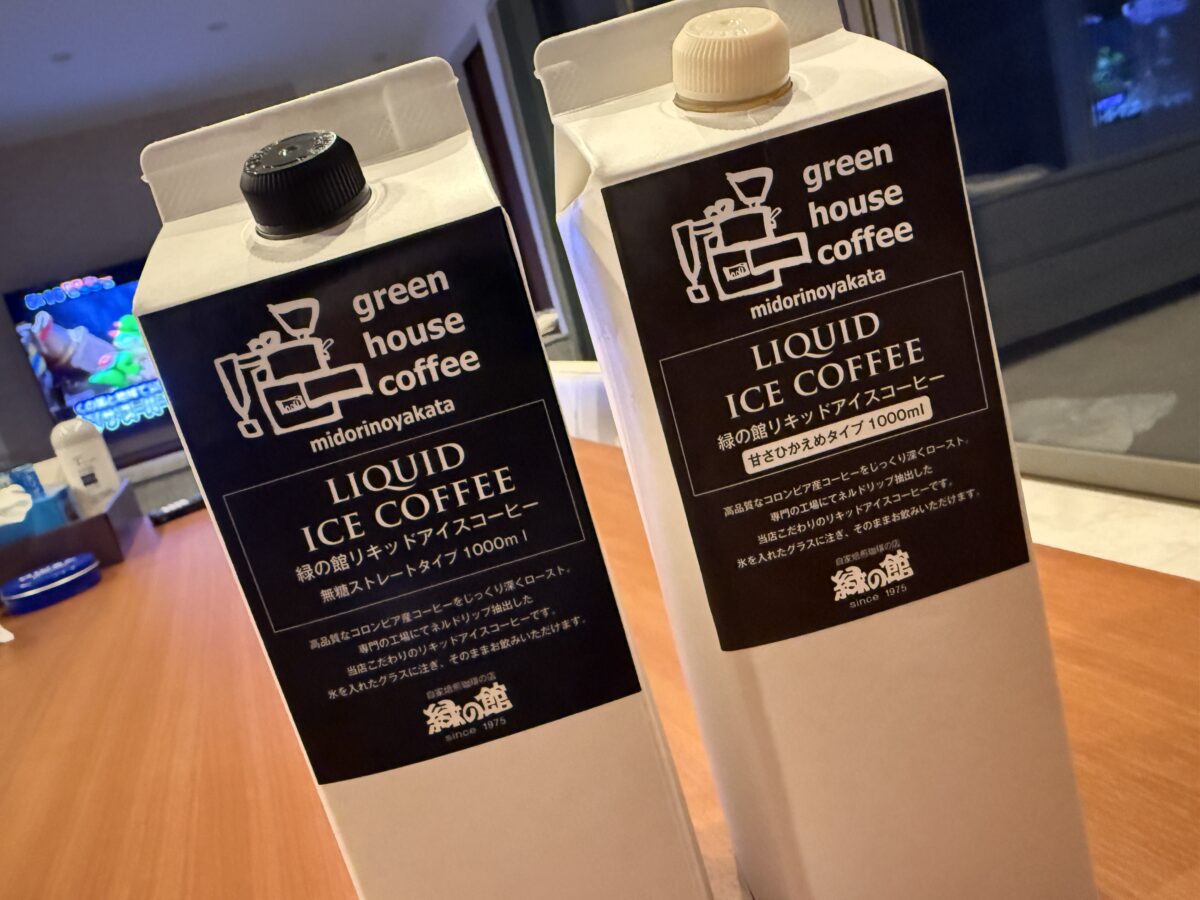 green
house
coffee
midorinoyakata
LIQUID
ICE COFFEE
緑の館リキッドアイスコーヒー
無糖ストレートタイプ 1000ml
高品質なコロンビア産コーヒーをじっくり深くロースト。
専門の工場にてネルドリップ抽出した
当店こだわりのリキッドアイスコーヒーです。
氷を入れたグラスに注ぎ、そのままお飲みいただけます。
自家焙煎珈琲の店
緑の館
since 1975
green
house
coffee
midorinoyakata
LIQUID
ICE COFFEE
緑の館リキッドアイスコーヒー
甘さひかえめタイプ 1000ml
高品質なコロンビア産コーヒーをじっくり深くロースト。
専門の工場にてネルドリップ抽出した
当店こだわりのリキッドアイスコーヒーです。
氷を入れたグラスに注ぎ、そのままお飲みいただけます。
自家焙煎珈琲の店
緑の館
since 1975